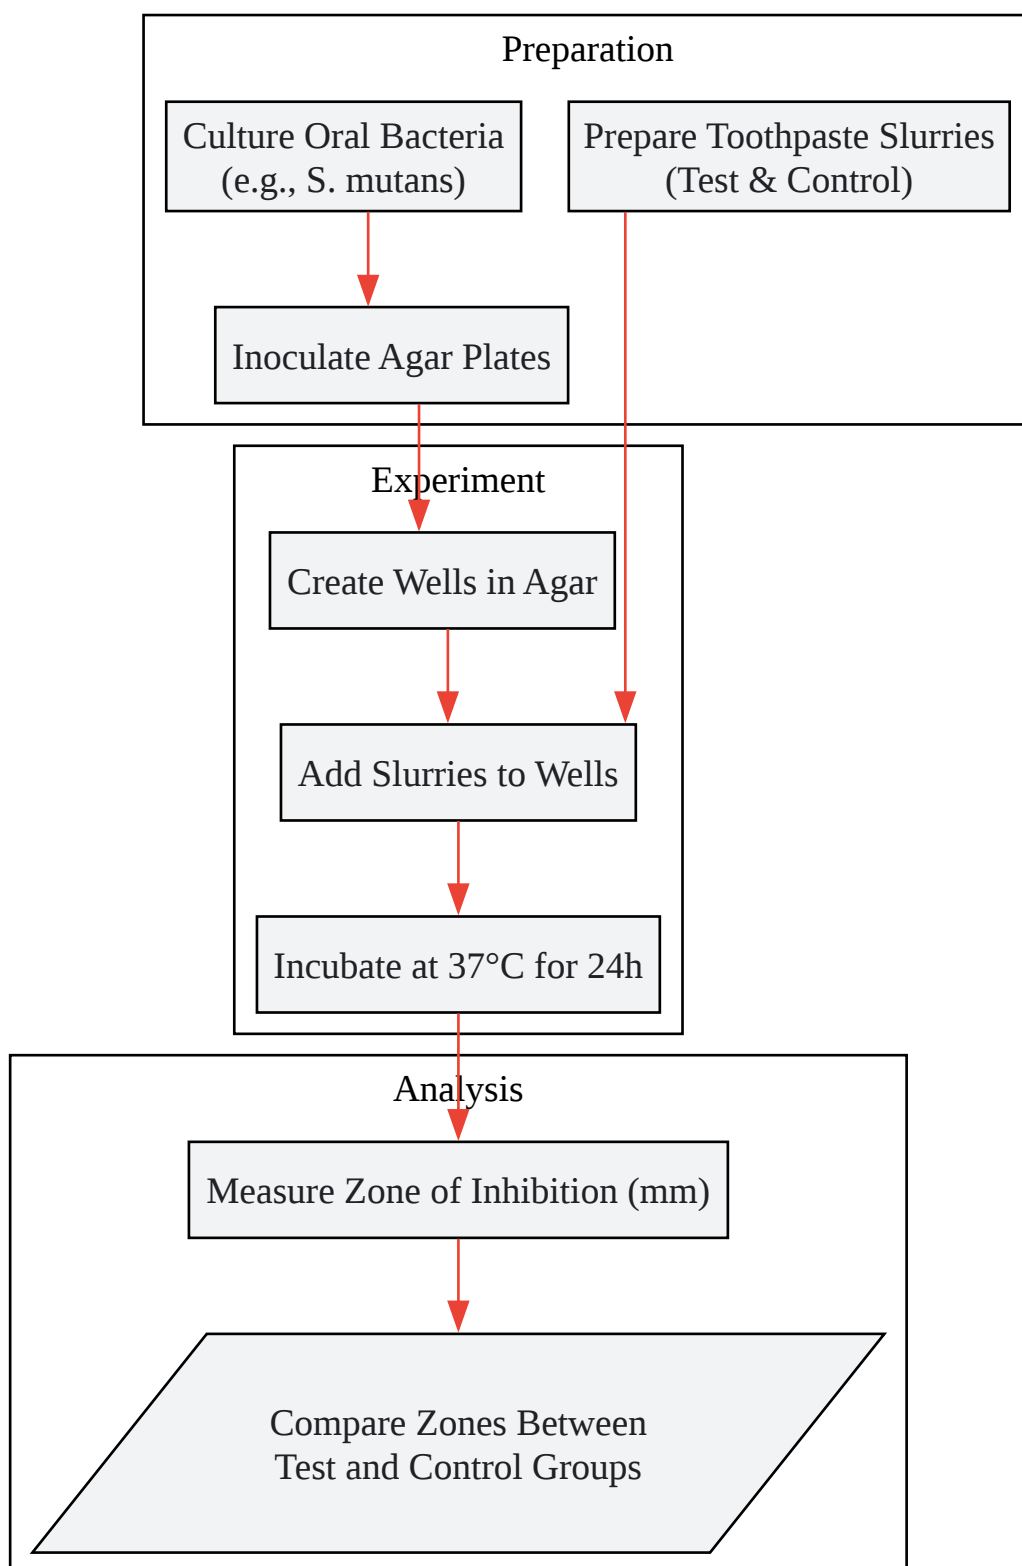 Preparation
Culture Oral Bacteria
(e.g., S. mutans)
Prepare Toothpaste Slurries
(Test & Control)
Inoculate Agar Plates
Experiment
Create Wells in Agar
Add Slurries to Wells
Incubate at 37°C for 24h
Analysis
Measure Zone of Inhibition (mm)
Compare Zones Between
Test and Control Groups